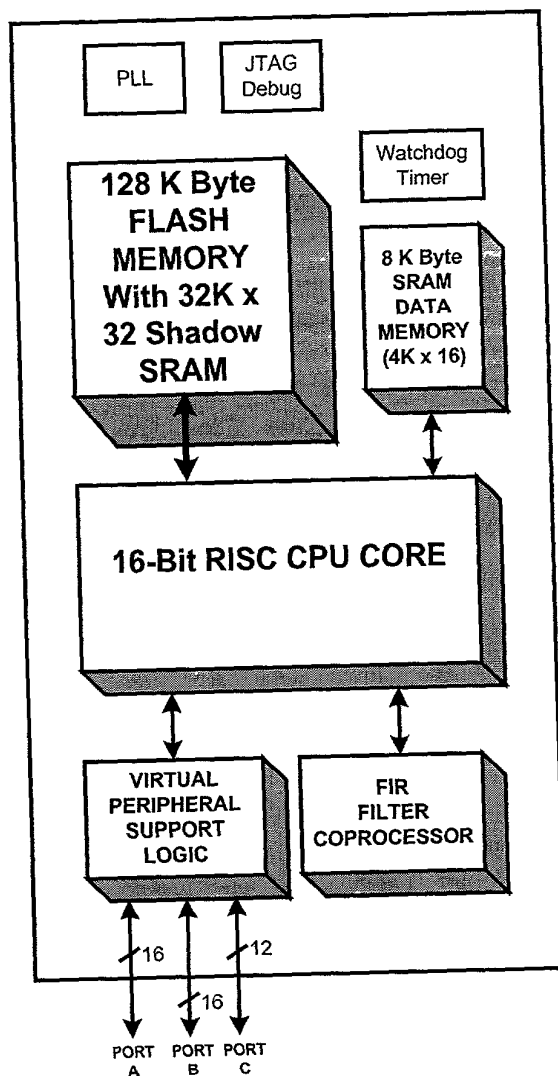 PLL
JTAG
Debug
Watchdog
Timer
128 K Byte
FLASH
MEMORY
With 32K x
32 Shadow
SRAM
8 K Byte
SRAM
DATA
MEMORY
(4K x 16)
16-Bit RISC CPU CORE
VIRTUAL
PERIPHERAL
SUPPORT
LOGIC
FIR
FILTER
COPROCESSOR
16
16
12
PORT
A
PORT
B
PORT
C